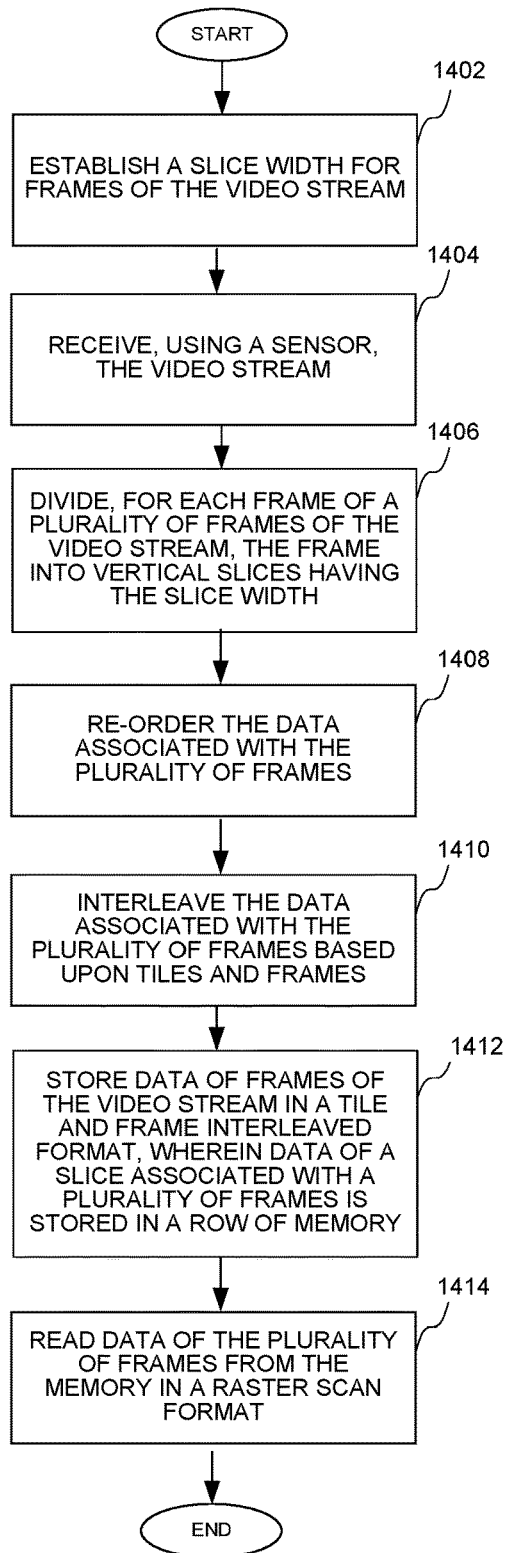 START
1402
ESTABLISH A SLICE WIDTH FOR
FRAMES OF THE VIDEO STREAM
1404
RECEIVE, USING A SENSOR,
THE VIDEO STREAM
1406
DIVIDE, FOR EACH FRAME OF A
PLURALITY OF FRAMES OF THE
VIDEO STREAM, THE FRAME
INTO VERTICAL SLICES HAVING
THE SLICE WIDTH
1408
RE-ORDER THE DATA
ASSOCIATED WITH THE
PLURALITY OF FRAMES
1410
INTERLEAVE THE DATA
ASSOCIATED WITH THE
PLURALITY OF FRAMES BASED
UPON TILES AND FRAMES
1412
STORE DATA OF FRAMES OF
THE VIDEO STREAM IN A TILE
AND FRAME INTERLEAVED
FORMAT, WHEREIN DATA OF A
SLICE ASSOCIATED WITH A
PLURALITY OF FRAMES IS
STORED IN A ROW OF MEMORY
1414
READ DATA OF THE PLURALITY
OF FRAMES FROM THE
MEMORY IN A RASTER SCAN
FORMAT
END